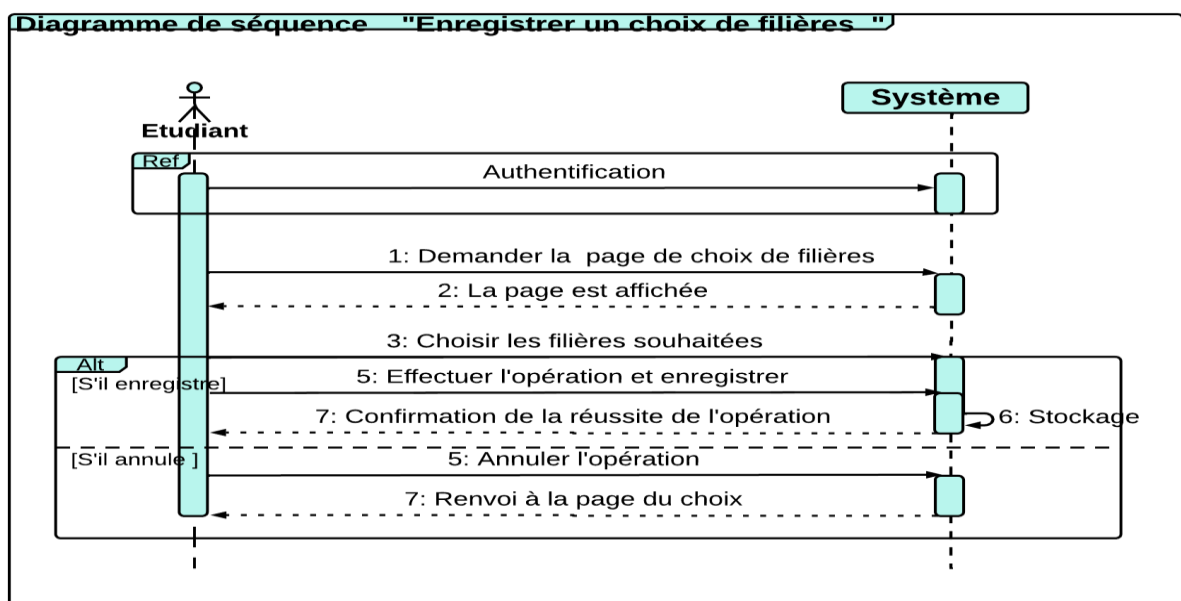 Diagramme de séquence "Enregistrer un choix de filières "
Système
Etudiant
Ref
Authentification
1: Demander la page de choix de filières
2: La page est affichée
3: Choisir les filières souhaitées
Alt
[S'il enregistre]
5: Effectuer l'opération et enregistrer
7: Confirmation de la réussite de l'opération
6: Stockage
[S'il annule ]
5: Annuler l'opération
7: Renvoi à la page du choix